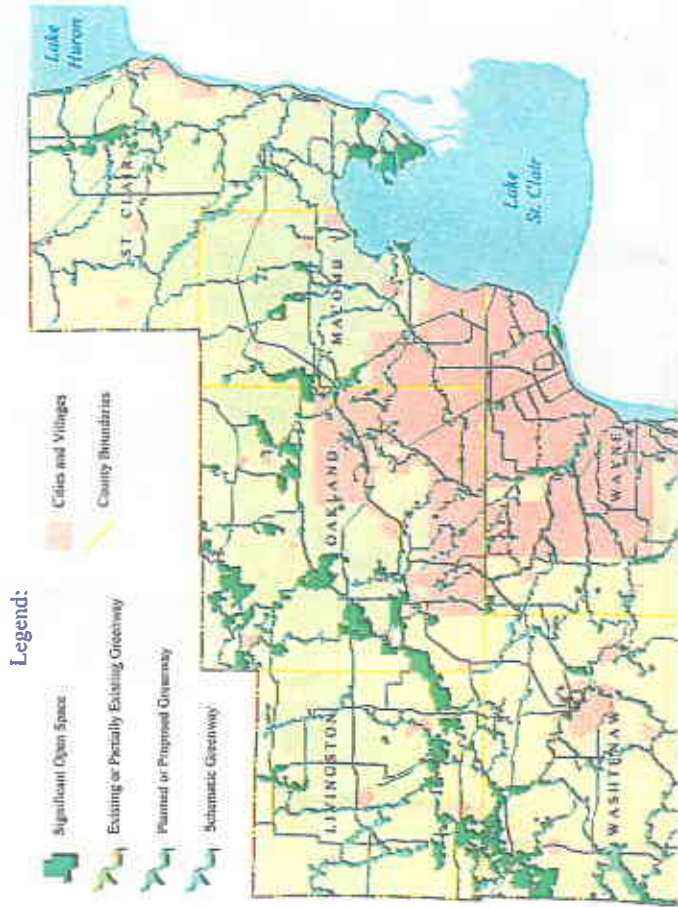 Legend:
Significant Open Space
Existing or Partially Existing Greenway
Planned or Proposed Greenway
Schematic Greenway
Cities and Villages
County Boundaries
Lake
Huron
ST CLAIR
Lake
St. Clair
MACOMB
OAKLAND
LIVINGSTON
WAYNE
WASHTENAW